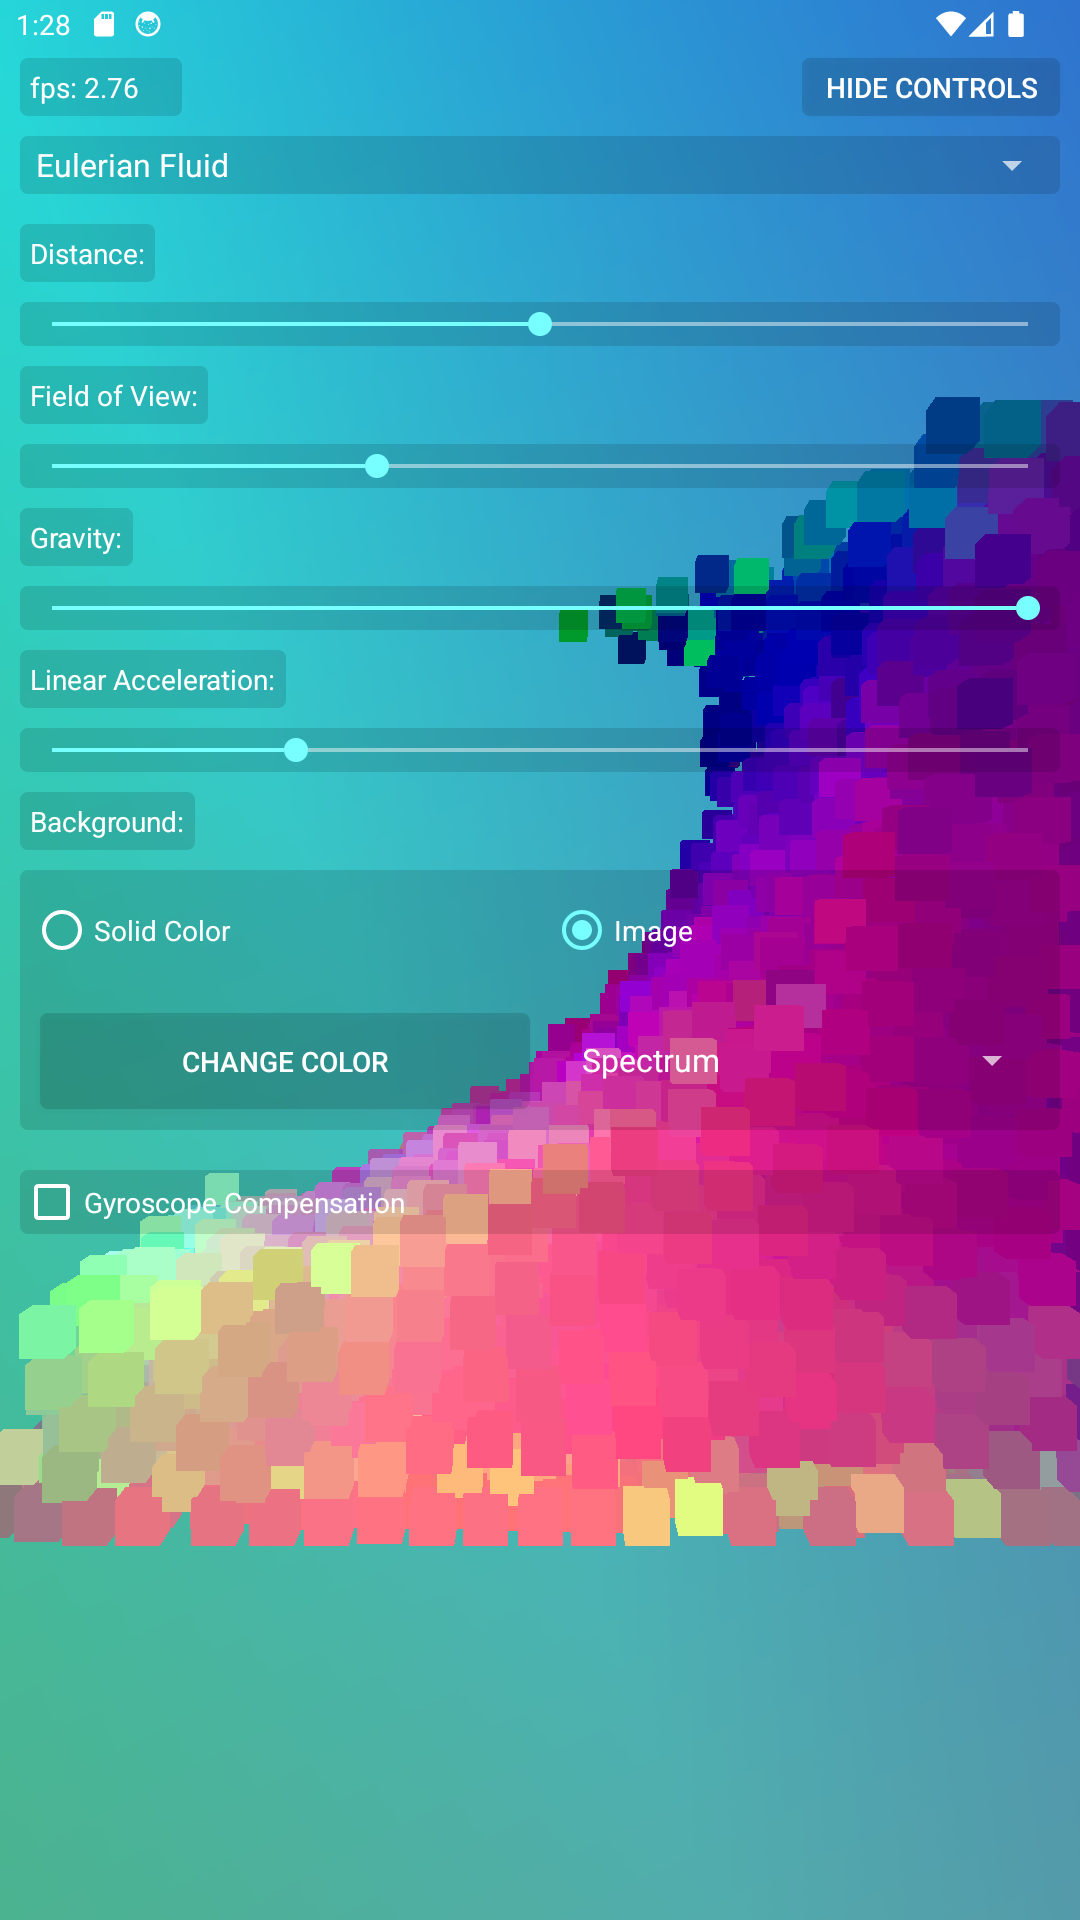 1:28
fps: 2.76
HIDE CONTROLS
Eulerian Fluid
Distance:
Field of View:
Gravity:
Linear Acceleration:
Background:
Solid Color
Image
CHANGE COLOR
Spectrum
Gyroscope Compensation